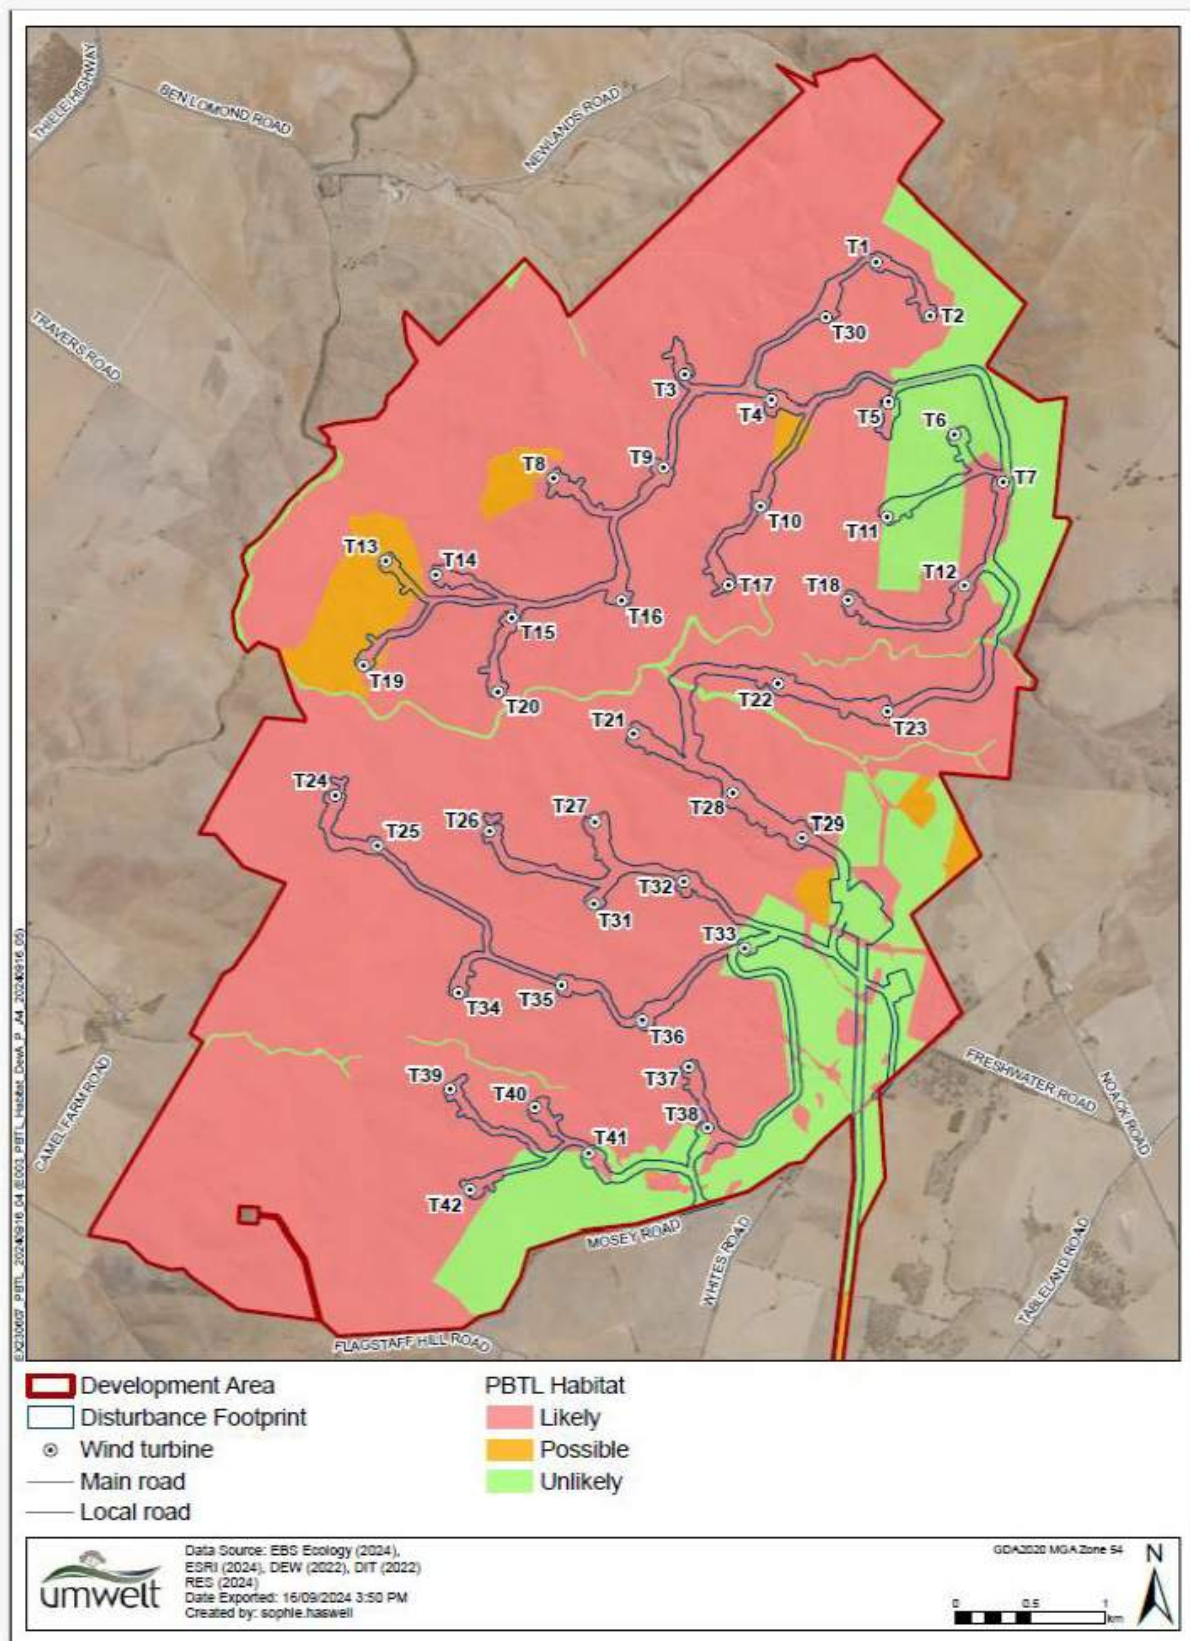 THIELE HIGHWAY
BEN LOMOND ROAD
NEWLANDS ROAD
TRAVERS ROAD
T1
T2
T30
T3
T4
T5
T6
T7
T8
T9
T10
T11
T13
T14
T12
T17
T18
T16
T15
T19
T20
T22
T21
T23
T24
T28
T27
T26
T29
T25
T32
T31
T33
T34
T35
T36
FRESHWATER ROAD
NOACK ROAD
CAMEL FARM ROAD
T37
T39
T40
T38
T41
T42
MOSEY ROAD
WHITES ROAD
TABLELAND ROAD
FLAGSTAFF HILL ROAD
Development Area
Disturbance Footprint
Wind turbine
Main road
Local road
PBTL Habitat
Likely
Possible
Unlikely
umwelt
Data Source: EBS Ecology (2024),
ESRI (2024), DEW (2022), DIT (2022)
RES (2024)
Date Exported: 16/09/2024 3:50 PM
Created by: sophie.haswell
GDA2020 MGA Zone 54
N
0 0.5 1
km